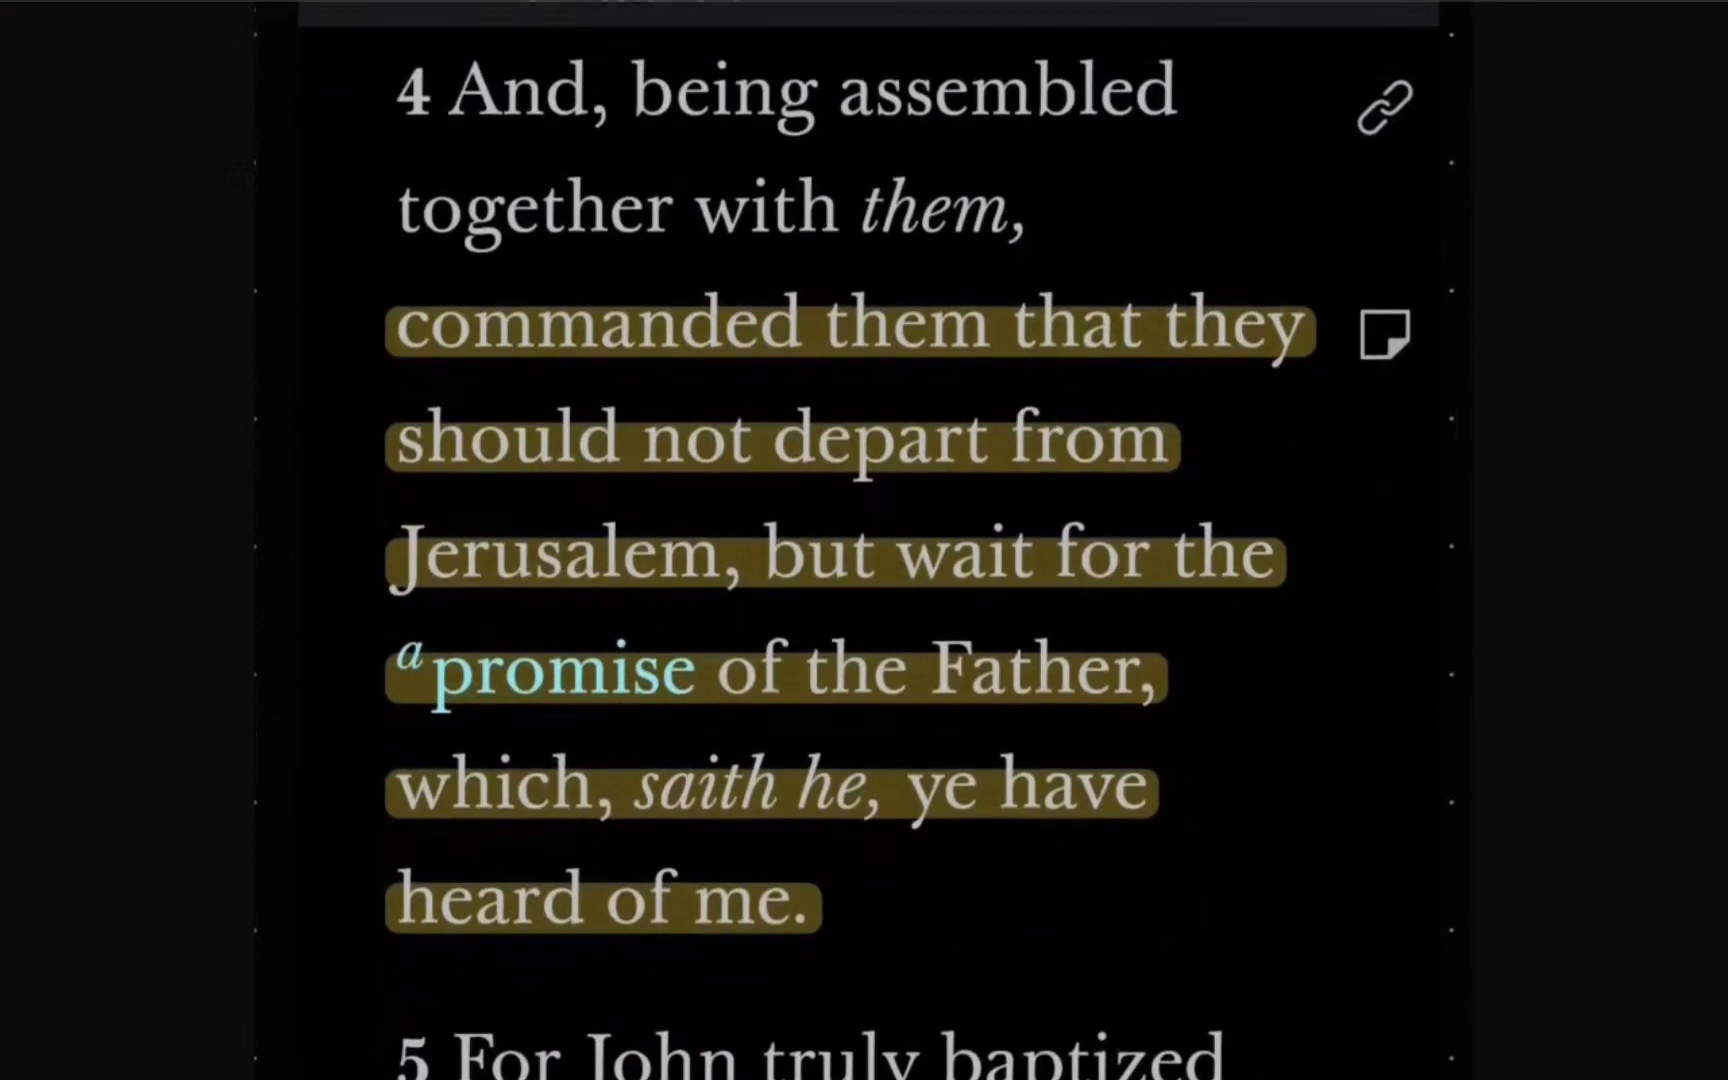 4 And, being assembled
together with them,
commanded them that they
should not depart from
Jerusalem, but wait for the
a promise of the Father,
which, saith he, ye have
heard of me.
5 For John truly baptized